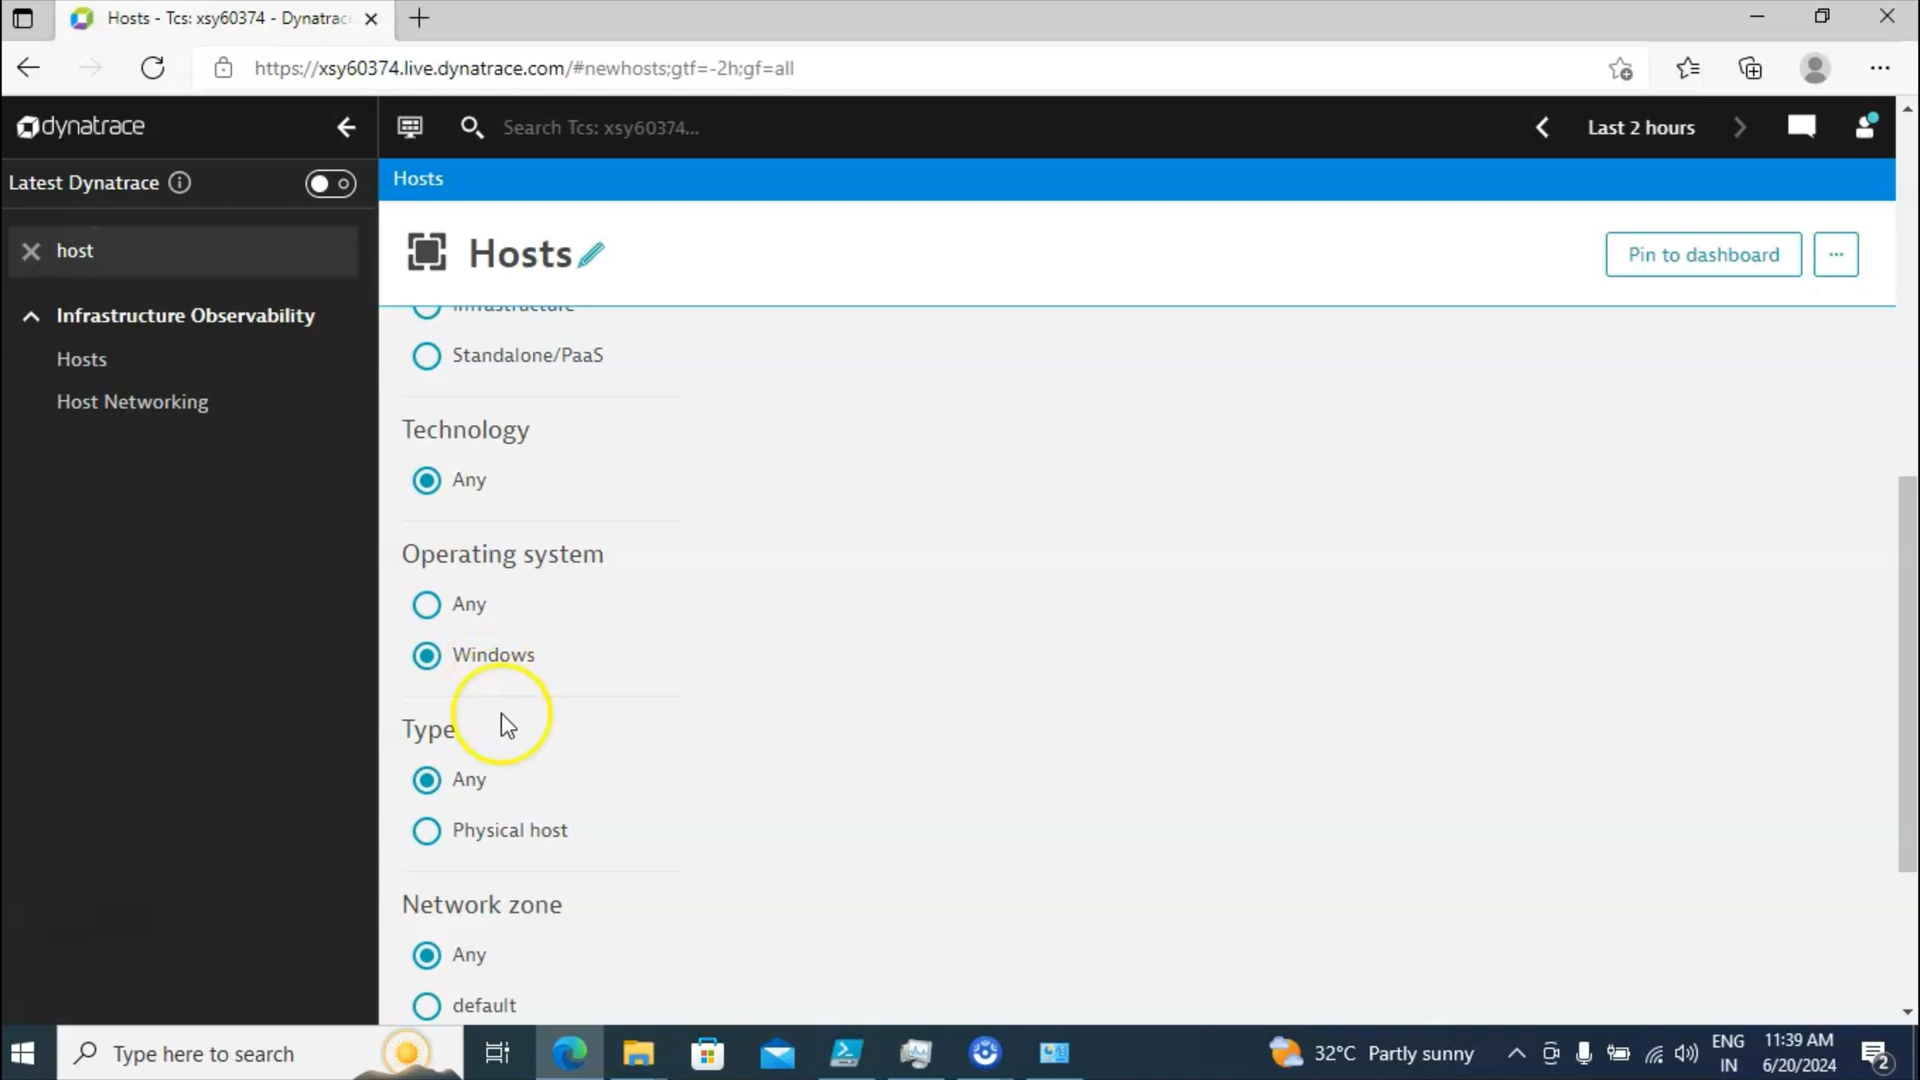 Hosts - Tcs: xsy60374 - Dynatrac
https://xsy60374.live.dynatrace.com/#newhosts;gtf=-2h;gf=all
dynatrace
Search Tcs: xsy60374...
Last 2 hours
Latest Dynatrace
Hosts
host
Hosts
Pin to dashboard
Infrastructure Observability
Hosts
Host Networking
Infrastructure
Standalone/PaaS
Technology
Any
Operating system
Any
Windows
Type
Any
Physical host
Network zone
Any
default
Type here to search
32°C Partly sunny
ENG
IN
11:39 AM
6/20/2024
2